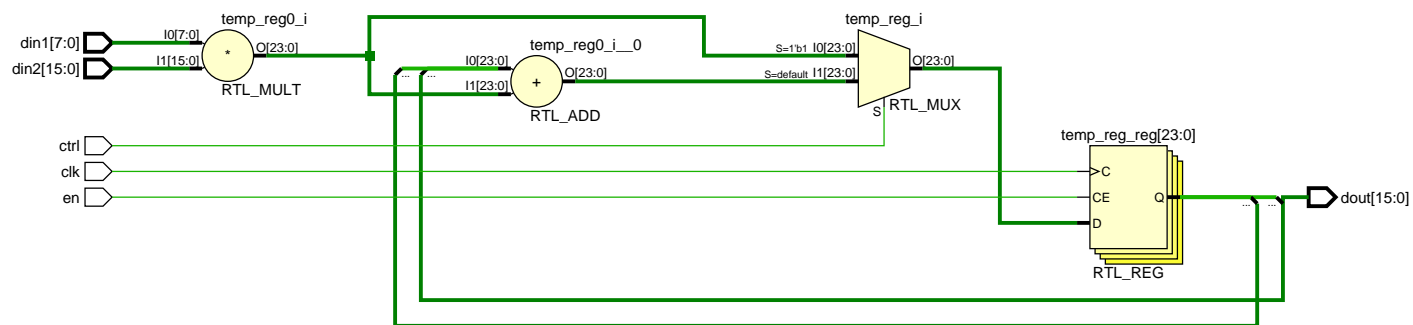 temp_reg0_i
din1[7:0]
din2[15:0]
I0[7:0]
I1[15:0]
*
O[23:0]
RTL_MULT
temp_reg0_i__0
I0[23:0]
I1[23:0]
+
O[23:0]
RTL_ADD
...
...
temp_reg_i
S=1'b1 I0[23:0]
S=default I1[23:0]
O[23:0]
S
RTL_MUX
ctrl
clk
en
temp_reg_reg[23:0]
C
CE
D
Q
RTL_REG
...
...
dout[15:0]